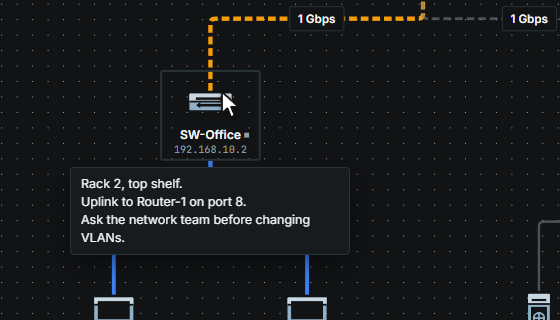 1 Gbps
1 Gbps
SW-Office
192.168.10.2
Rack 2, top shelf.
Uplink to Router-1 on port 8.
Ask the network team before changing
VLANs.